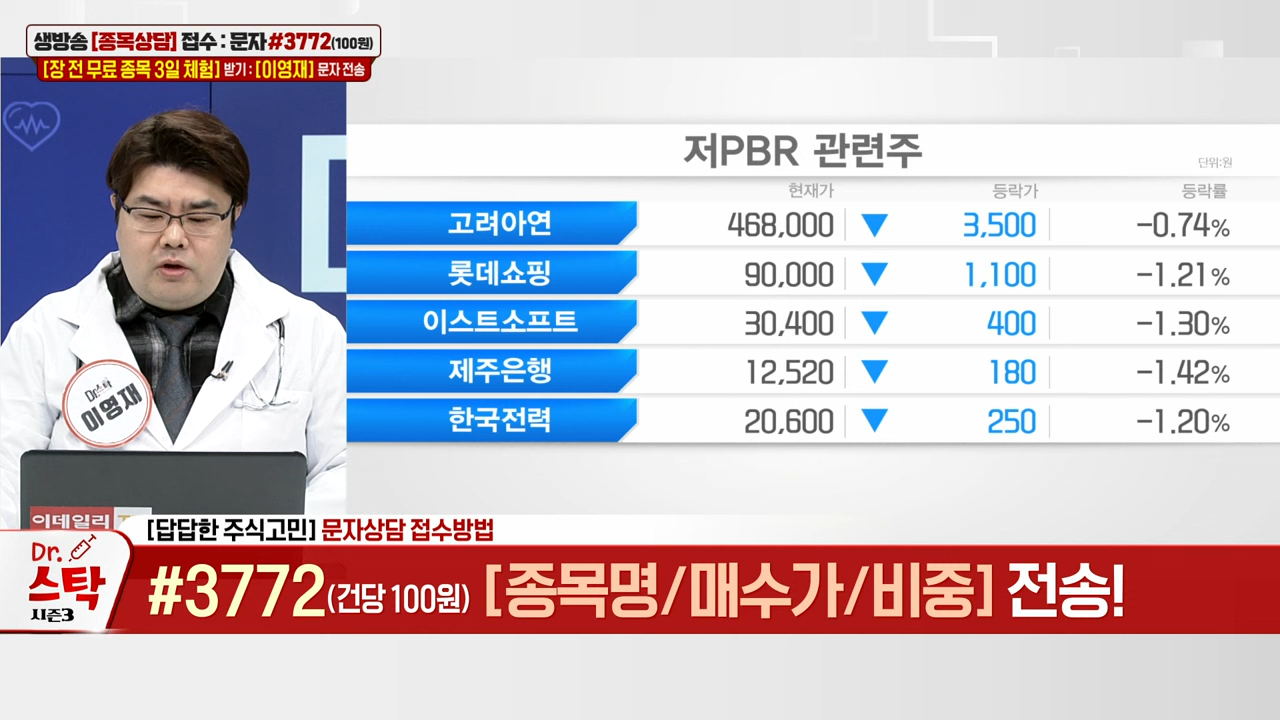 생방송 [종목상담] 접수 : 문자#3772(100원)
[장 전 무료 종목 3일 체험] 받기 : [이영재] 문자 전송
저PBR 관련주
단위:원
현재가 등락가 등락률
고려아연 468,000 ▼ 3,500 -0.74%
롯데쇼핑 90,000 ▼ 1,100 -1.21%
이스트소프트 30,400 ▼ 400 -1.30%
제주은행 12,520 ▼ 180 -1.42%
한국전력 20,600 ▼ 250 -1.20%
Dr.스탁
이영재
이데일리
[답답한 주식고민] 문자상담 접수방법
Dr.
스탁
시즌3
#3772(건당 100원) [종목명/매수가/비중] 전송!